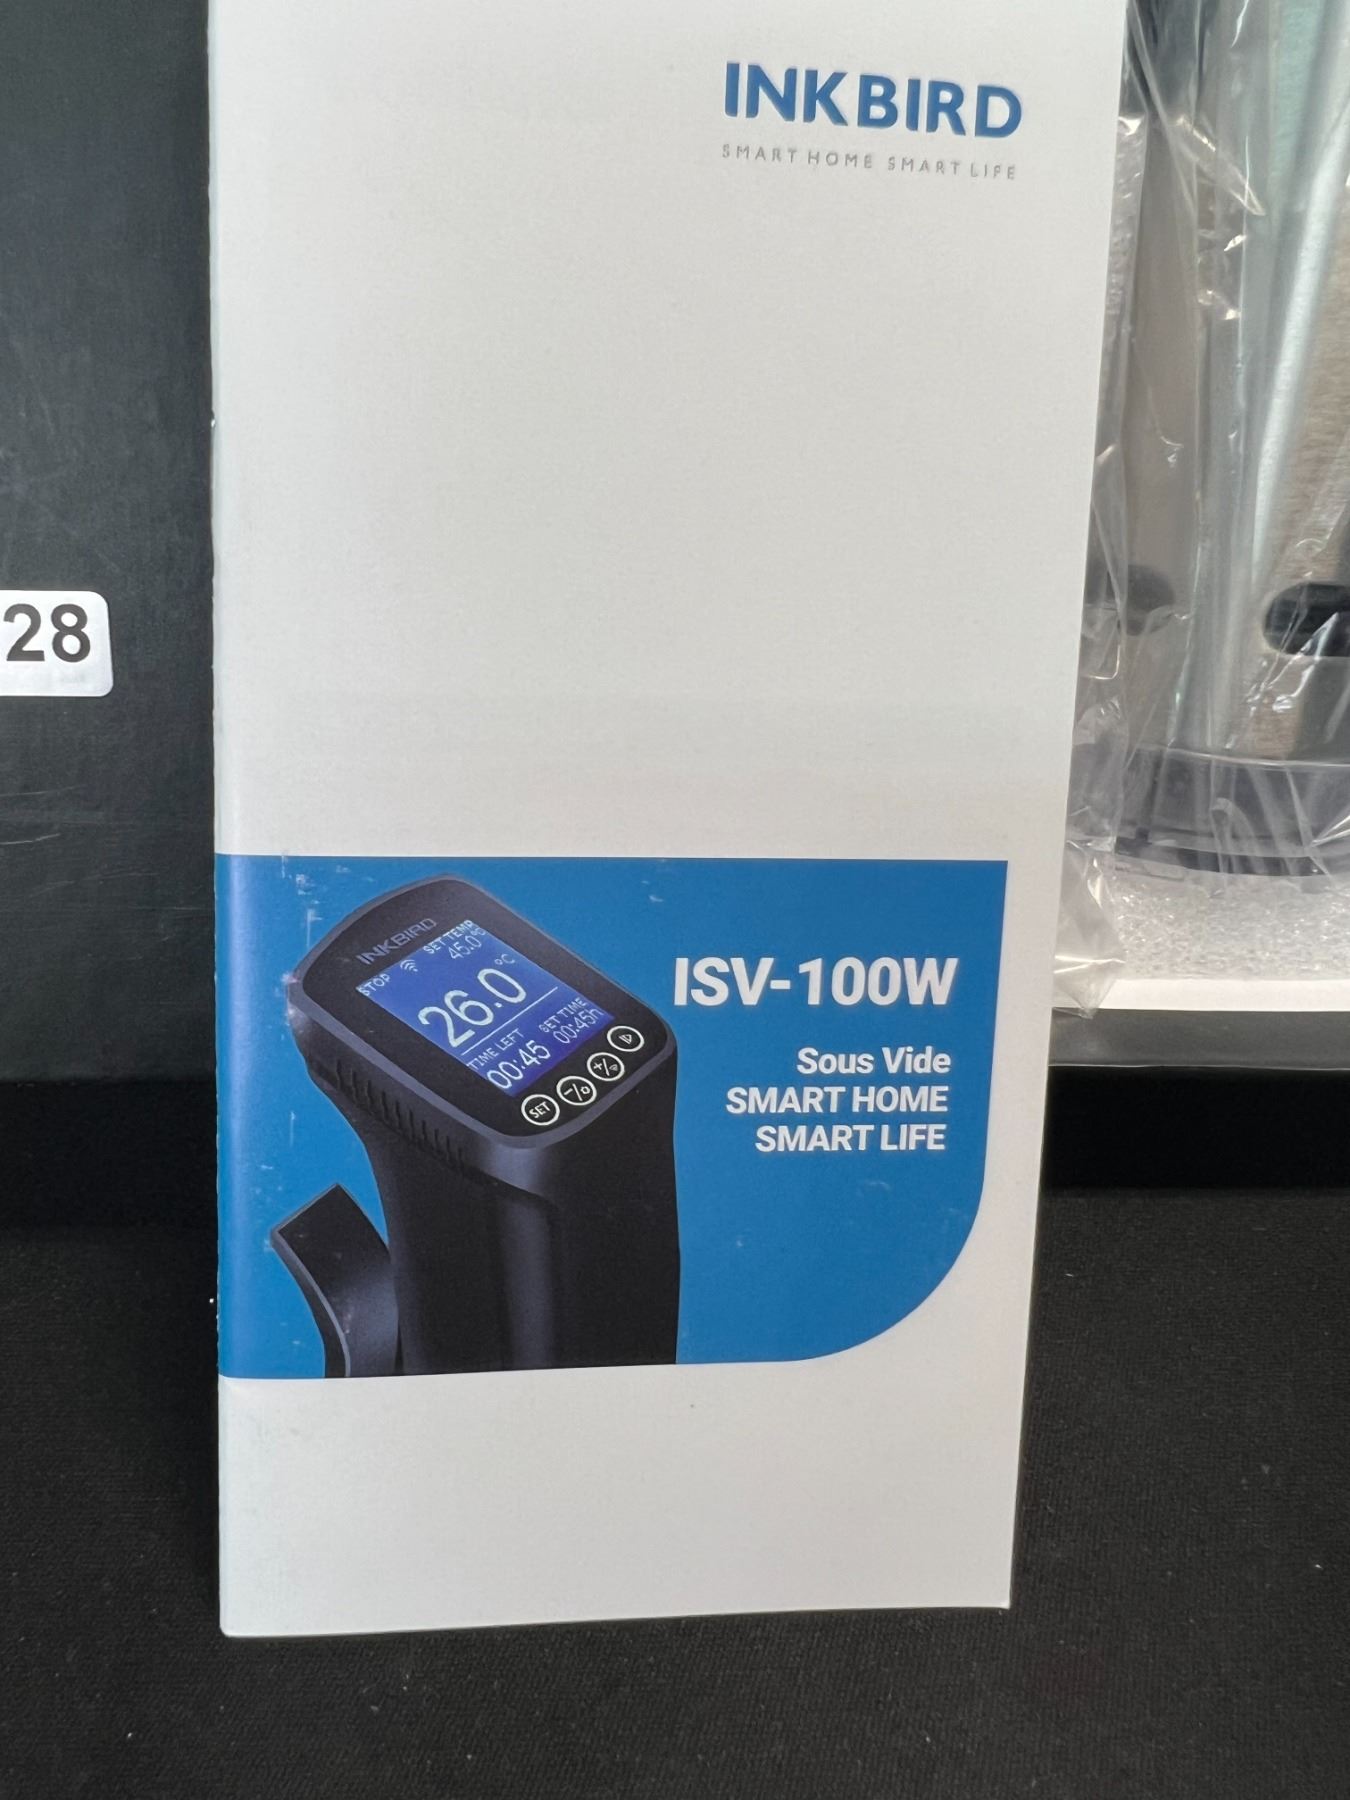 INKBIRD
SMART HOME SMART LIFE
28
INKBIRD
STOP
SET TEMP
45.0°C
26.0 °C
TIME LEFT
SET TIME
00:45
00:45h
SET
ISV-100W
Sous Vide
SMART HOME
SMART LIFE